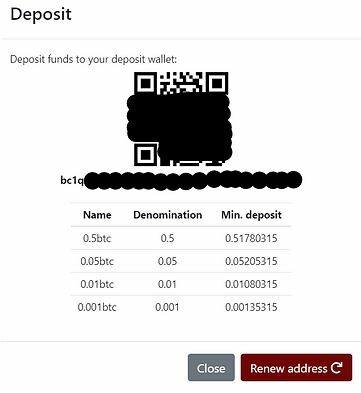 Deposit
Deposit funds to your deposit wallet:
bc1q
Name Denomination Min. deposit
0.5btc 0.5 0.51780315
0.05btc 0.05 0.05205315
0.01btc 0.01 0.01080315
0.001btc 0.001 0.00135315
Close Renew address